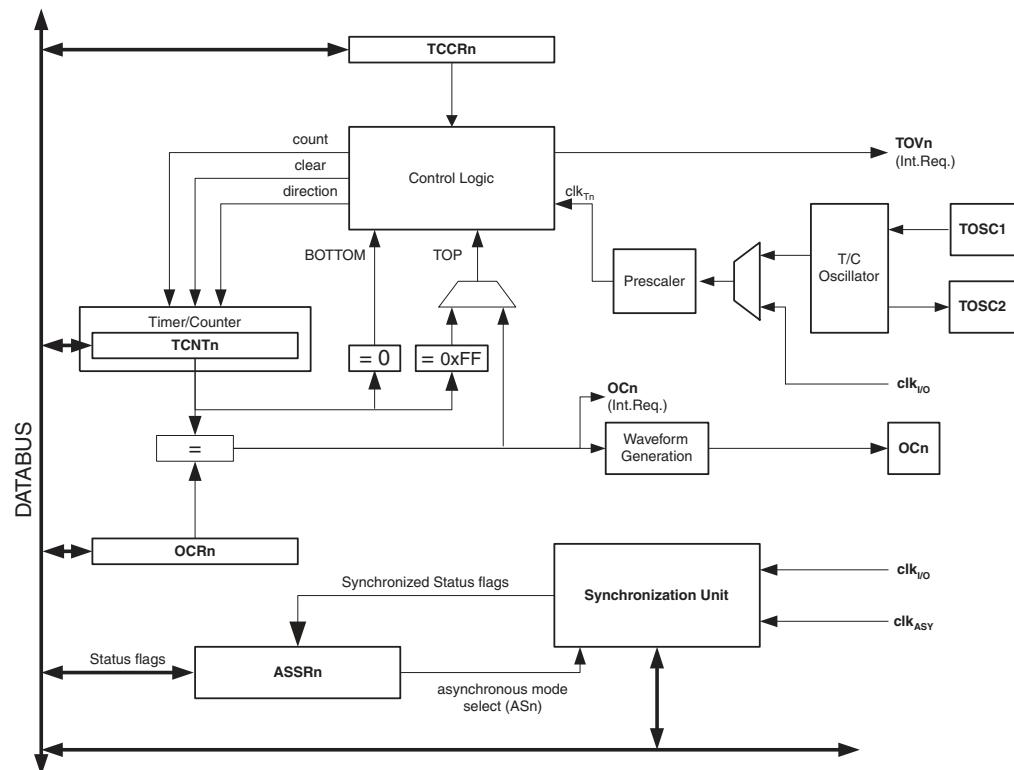 TCCRn
count
clear
direction
Control Logic
TOVn
(Int.Req.)
clkTn
BOTTOM
TOP
Prescaler
T/C
Oscillator
TOSC1
TOSC2
Timer/Counter
TCNTn
= 0
= 0xFF
clkI/O
OCn
(Int.Req.)
=
Waveform
Generation
OCn
DATABUS
OCRn
Synchronized Status flags
Synchronization Unit
clkI/O
clkASY
Status flags
ASSRn
asynchronous mode
select (ASn)